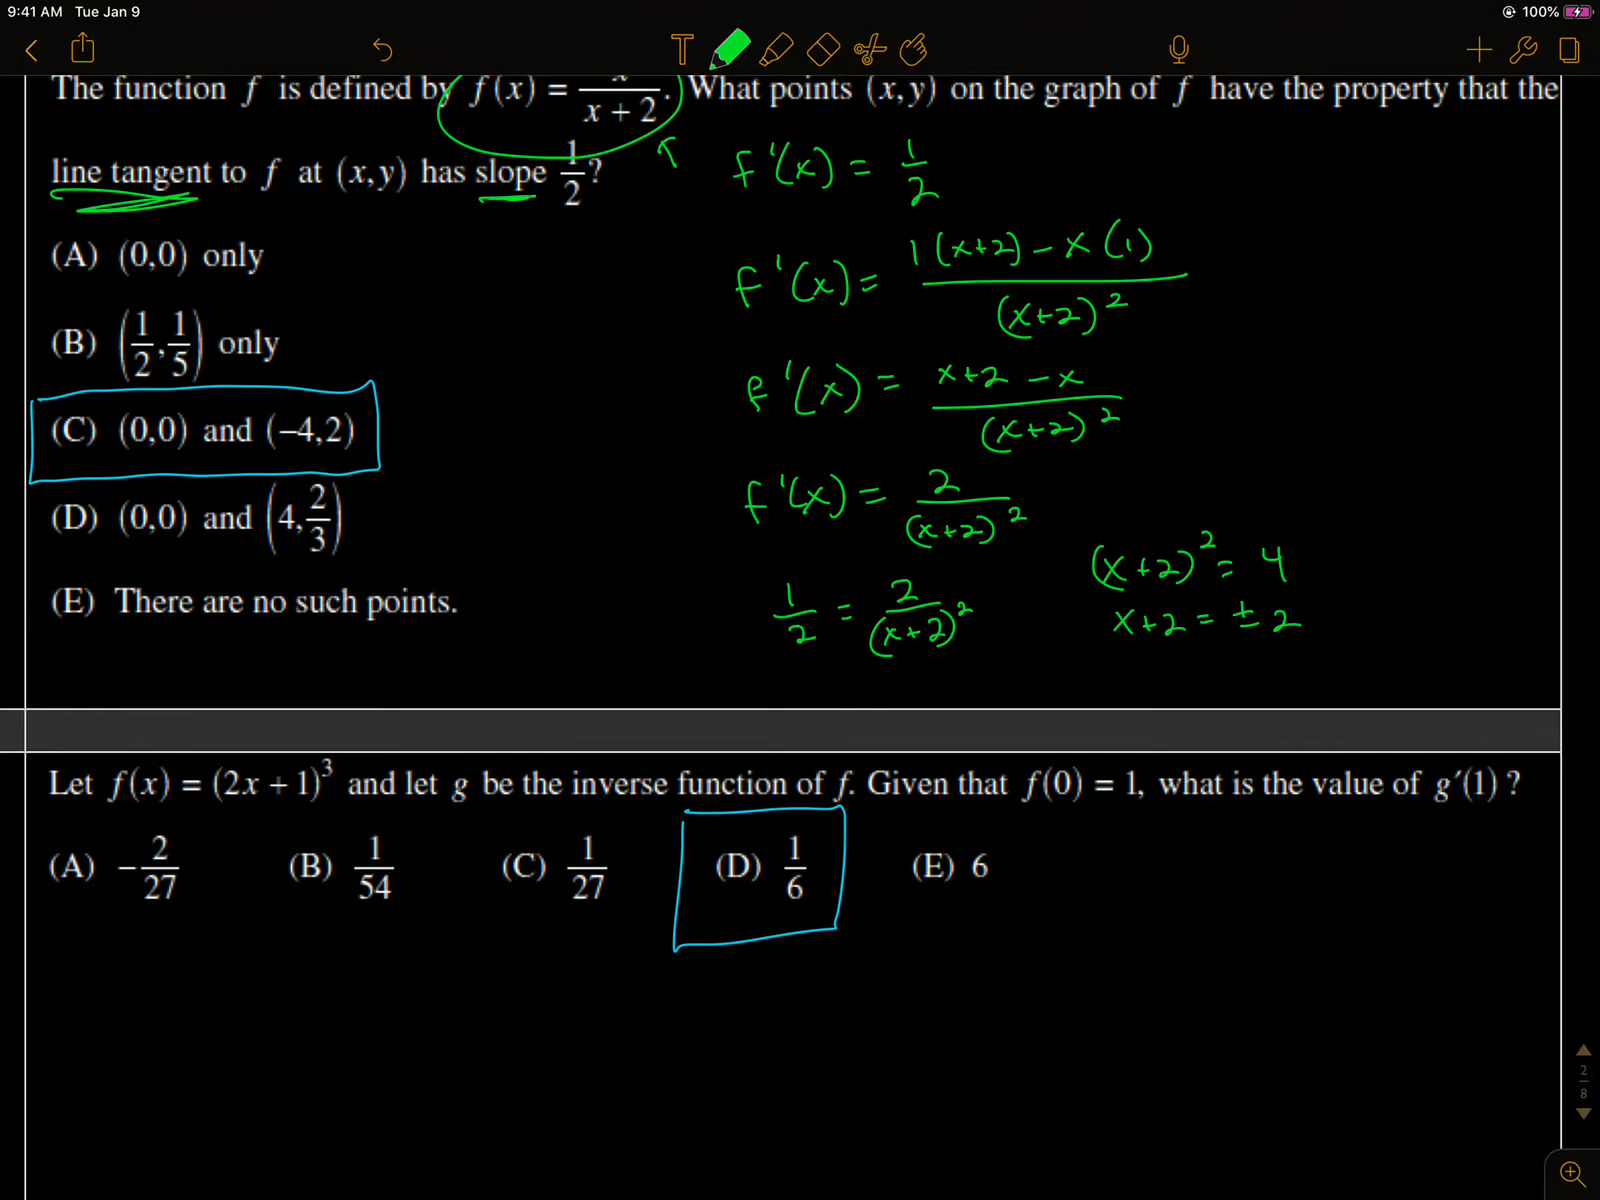 9:41 AM Tue Jan 9 100%
The function f is defined by f(x) = x/(x + 2). What points (x, y) on the graph of f have the property that the
line tangent to f at (x, y) has slope 1/2?
f'(x) = 1/2
(A) (0,0) only
f'(x) = (1(x+2) - x(1))/(x+2)²
(B) (1/2, 1/5) only
f'(x) = (x+2-x)/(x+2)²
(C) (0,0) and (–4,2)
f'(x) = 2/(x+2)²
(D) (0,0) and (4, 2/3)
(x+2)² = 4
(E) There are no such points.
1/2 = 2/(x+2)²
x+2 = ±2
Let f(x) = (2x + 1)³ and let g be the inverse function of f. Given that f(0) = 1, what is the value of g′(1) ?
(A) –2/27 (B) 1/54 (C) 1/27 (D) 1/6 (E) 6
2/8